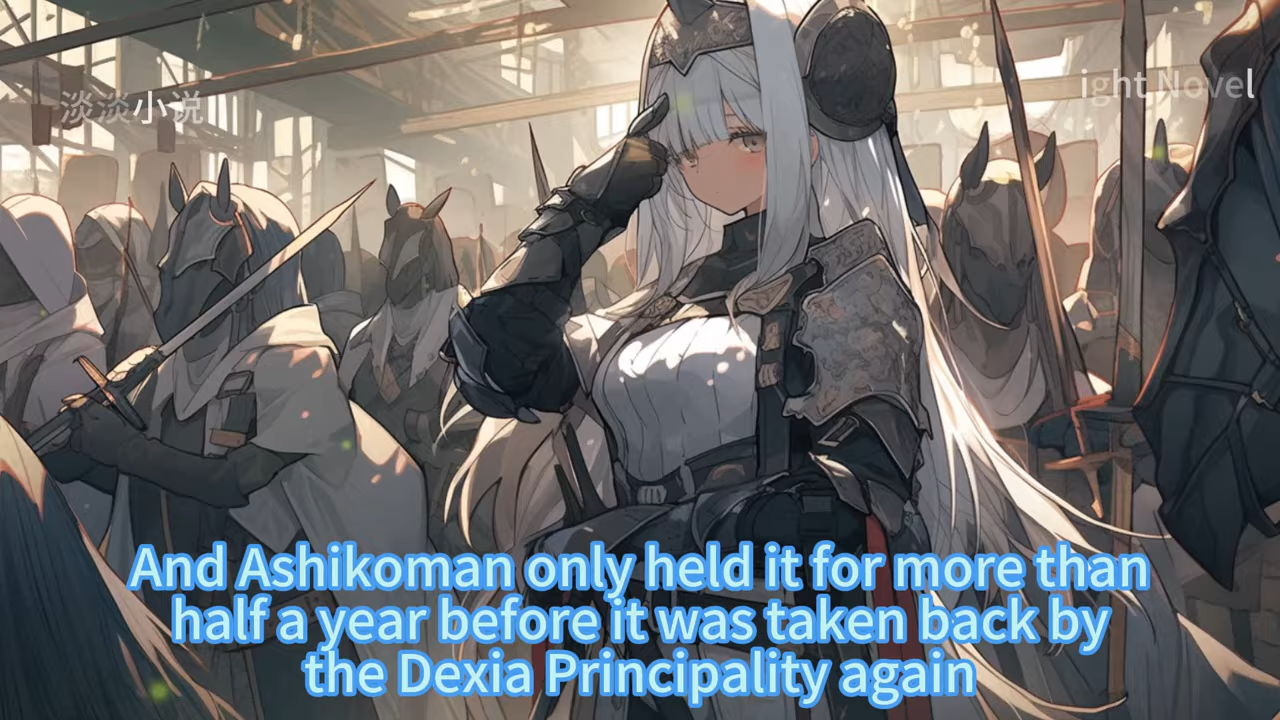 淡淡小说
ight Novel
And Ashikoman only held it for more than
half a year before it was taken back by
the Dexia Principality again